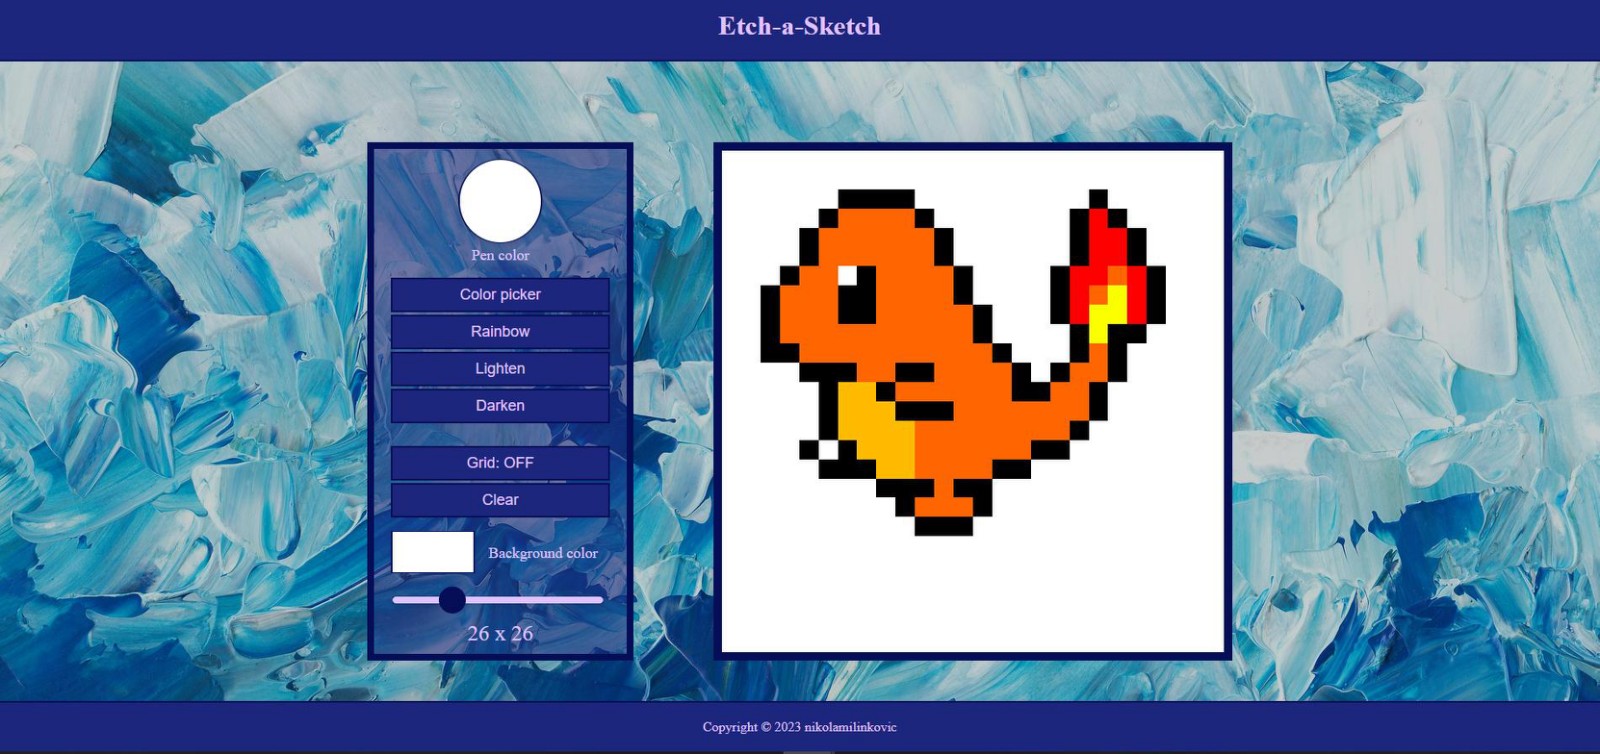 Etch-a-Sketch
Pen color
Color picker
Rainbow
Lighten
Darken
Grid: OFF
Clear
Background color
26 x 26
Copyright © 2023 nikolamilinkovic